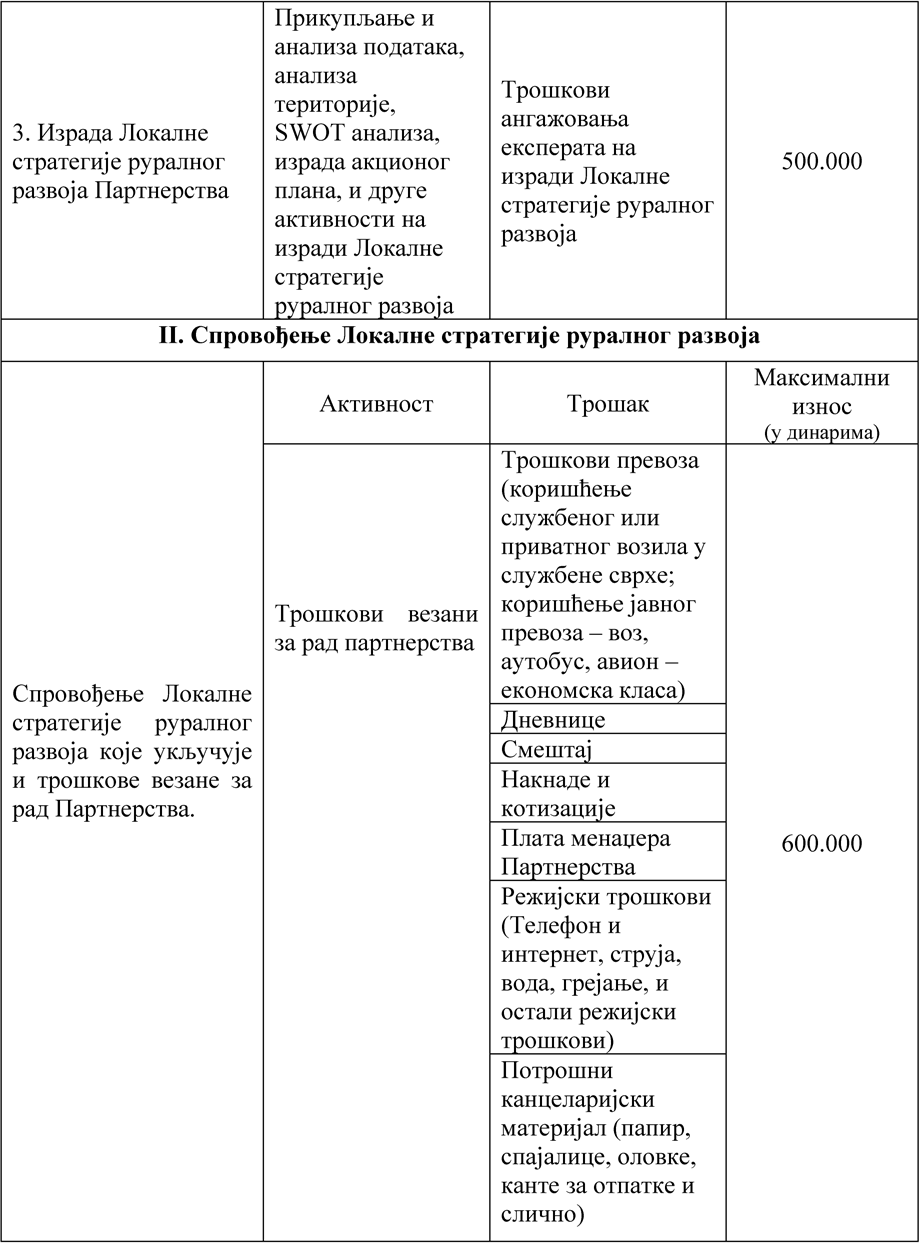 3. Израда Локалне
стратегије руралног
развоја Партнерства
Прикупљање и
анализа података,
анализа
територије,
SWOT анализа,
израда акционог
плана, и друге
активности на
изради Локалне
стратегије
руралног развоја
Трошкови
ангажовања
експерата на
изради Локалне
стратегије руралног
развоја
500.000
II. Спровођење Локалне стратегије руралног развоја
Спровођење Локалне
стратегије руралног
развоја које укључује
и трошкове везане за
рад Партнерства.
Активност
Трошак
Максимални
износ
(у динарима)
Трошкови везани
за рад партнерства
Трошкови превоза
(коришћење
службеног или
приватног возила у
службене сврхе;
коришћење јавног
превоза – воз,
аутобус, авион –
економска класа)
Дневнице
Смештај
Накнаде и
котизације
Плата менаџера
Партнерства
Режијски трошкови
(Телефон и
интернет, струја,
вода, грејање, и
остали режијски
трошкови)
Потрошни
канцеларијски
материјал (папир,
спајалице, оловке,
канте за отпатке и
слично)
600.000